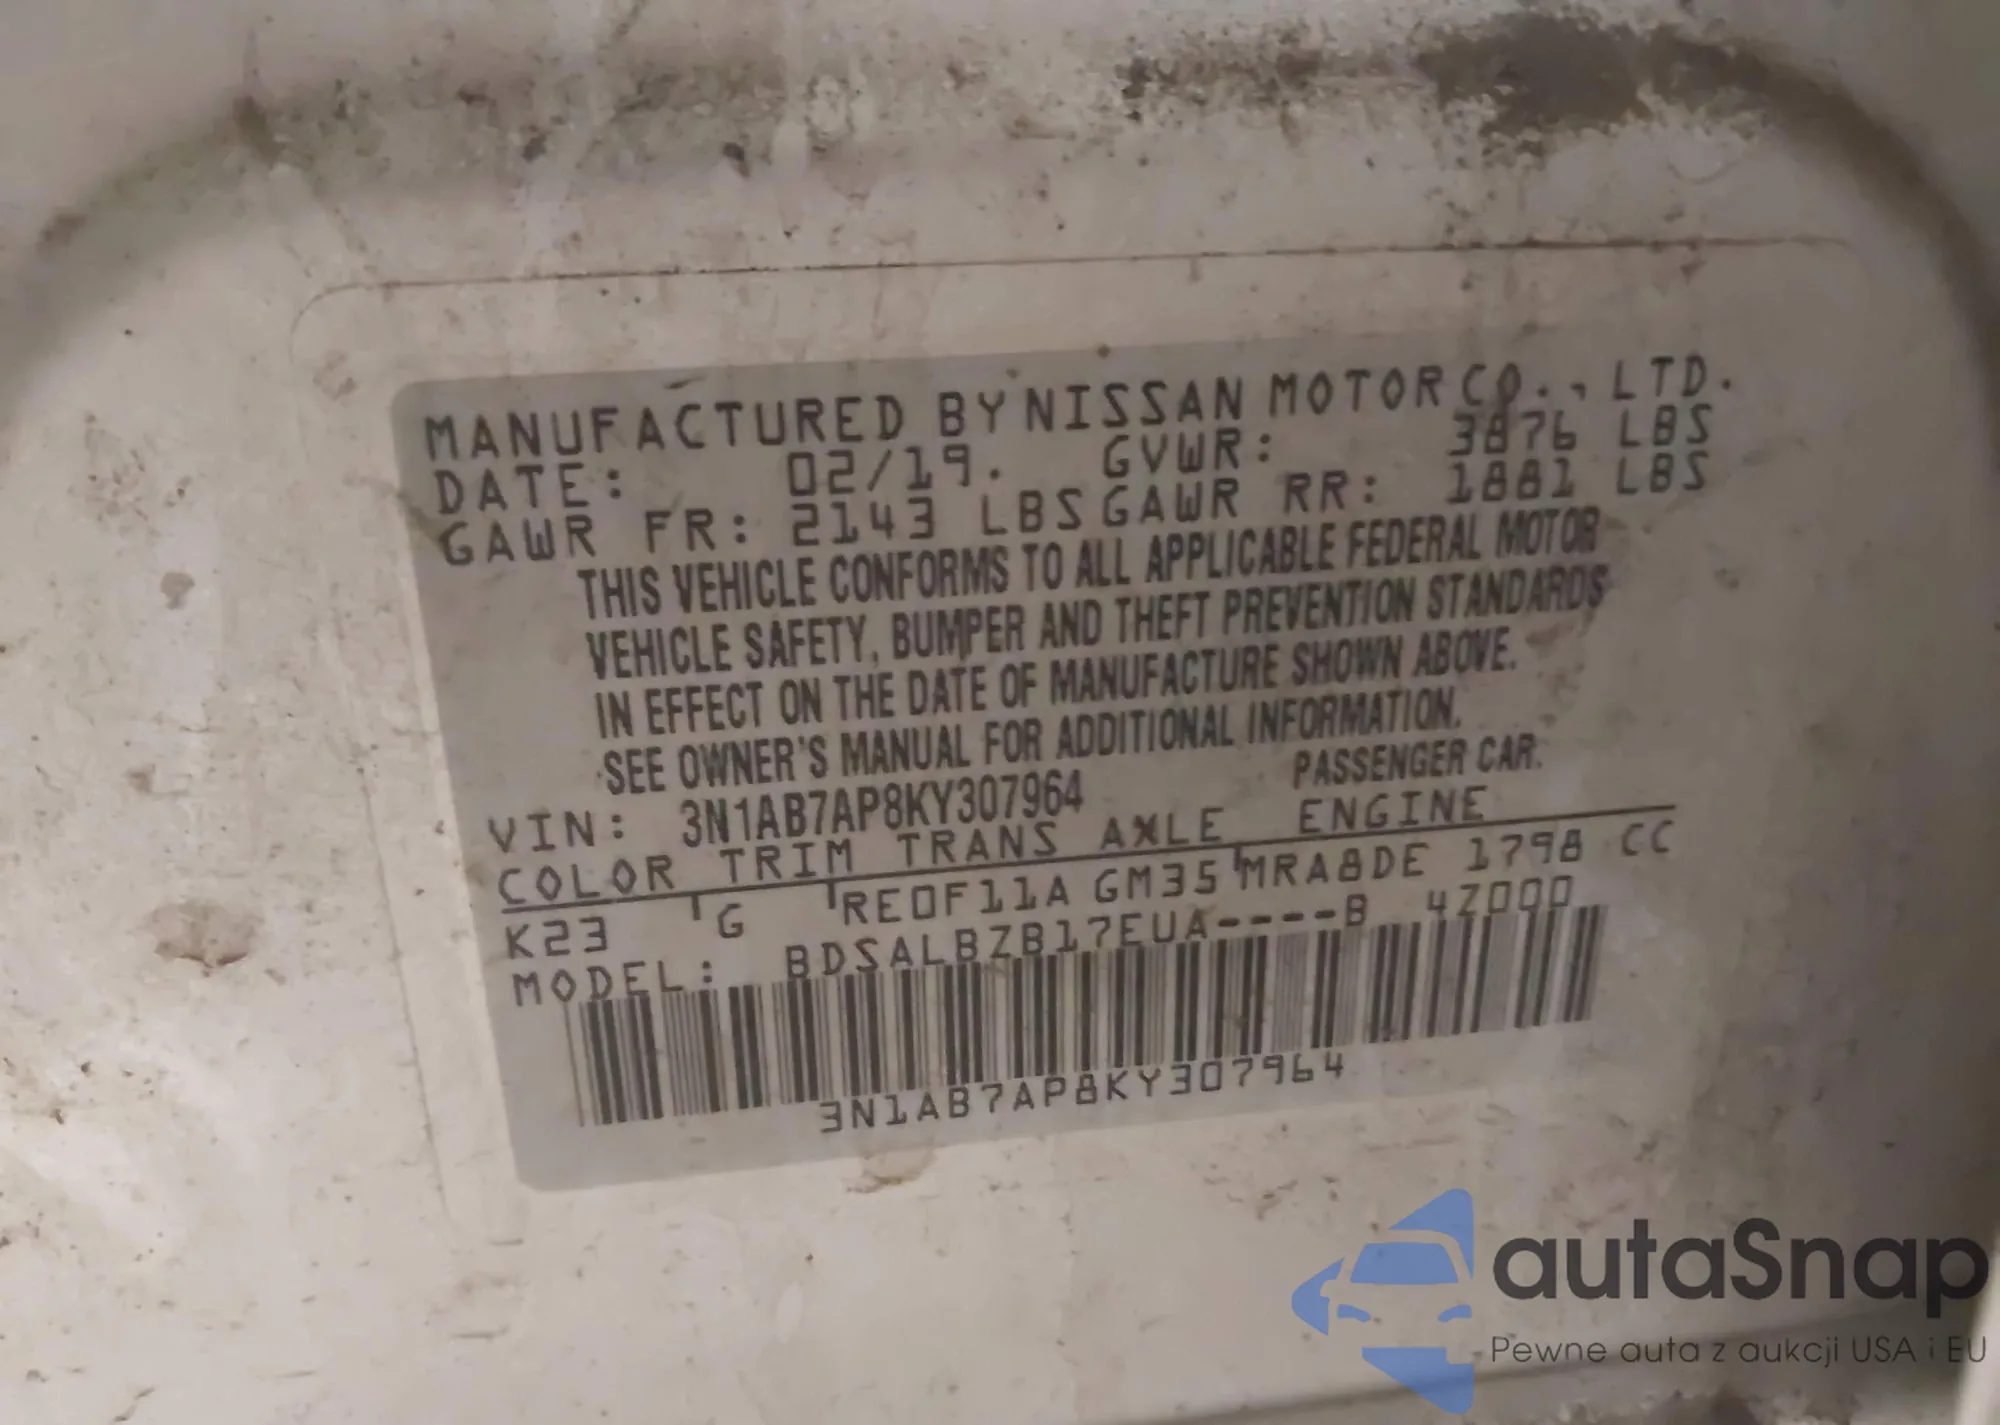 MANUFACTURED BY NISSAN MOTOR CO., LTD.
DATE: 02/19. GVWR: 3876 LBS
GAWR FR: 2143 LBS GAWR RR: 1881 LBS
THIS VEHICLE CONFORMS TO ALL APPLICABLE FEDERAL MOTOR
VEHICLE SAFETY, BUMPER AND THEFT PREVENTION STANDARDS
IN EFFECT ON THE DATE OF MANUFACTURE SHOWN ABOVE.
SEE OWNER'S MANUAL FOR ADDITIONAL INFORMATION.
VIN: 3N1AB7AP8KY307964 PASSENGER CAR.
COLOR TRIM TRANS AXLE ENGINE
K23 G RE0F11A GM35 MRA8DE 1798 CC
MODEL: BDSALBZB17EUA----B 4Z000
3N1AB7AP8KY307964
autaSnap
Pewne auta z aukcji USA i EU